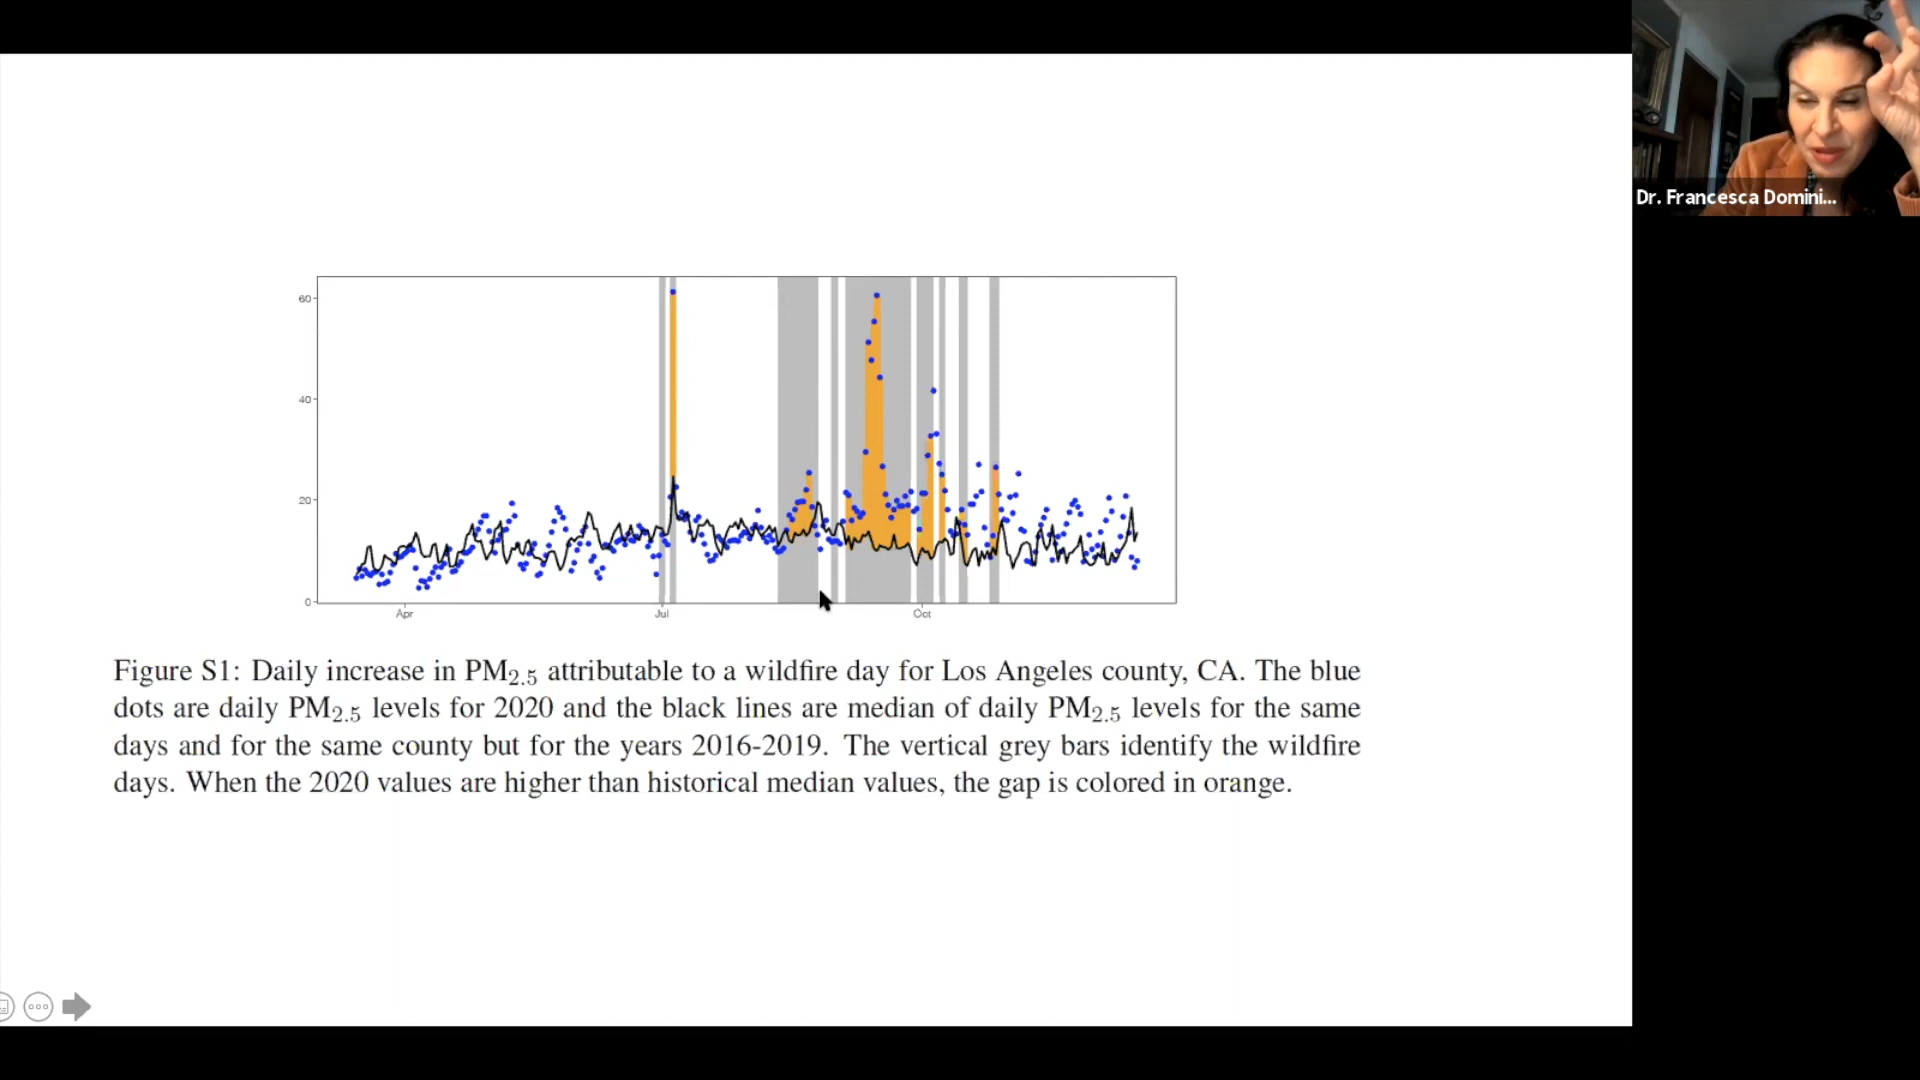 Dr. Francesca Domini...
60
40
20
0
Apr
Jul
Oct
Figure S1: Daily increase in PM2.5 attributable to a wildfire day for Los Angeles county, CA. The blue
dots are daily PM2.5 levels for 2020 and the black lines are median of daily PM2.5 levels for the same
days and for the same county but for the years 2016-2019. The vertical grey bars identify the wildfire
days. When the 2020 values are higher than historical median values, the gap is colored in orange.